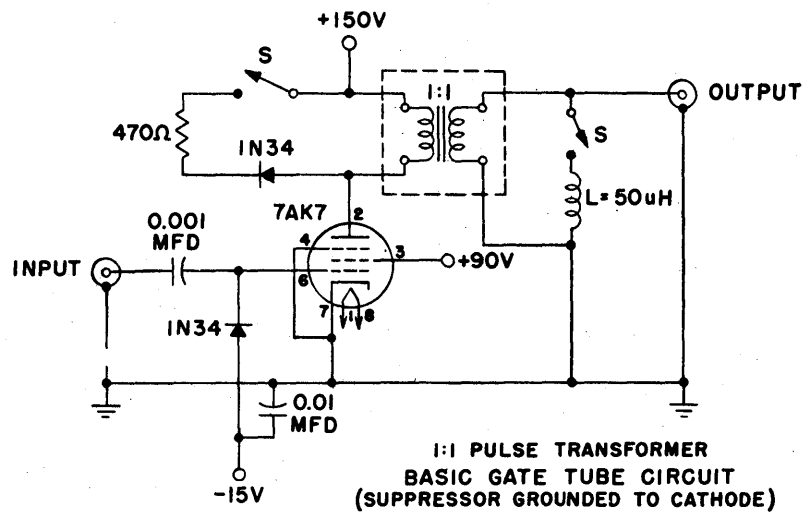 +150V
S
1:1
OUTPUT
470Ω
1N34
S
7AK7
2
L=50uH
0.001
MFD
4
3
+90V
INPUT
6
7
1
8
1N34
0.01
MFD
-15V
1:1 PULSE TRANSFORMER
BASIC GATE TUBE CIRCUIT
(SUPPRESSOR GROUNDED TO CATHODE)